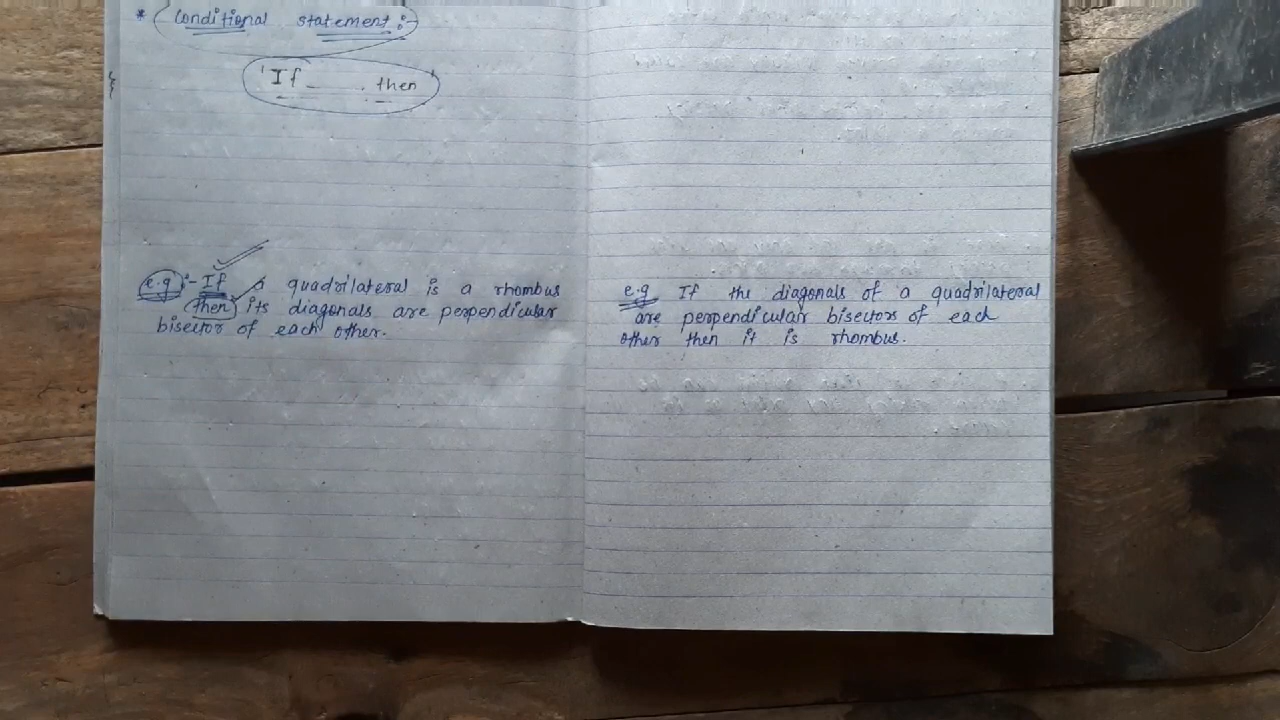 * Conditional statement :-
'If ____ . then'
e.g :- If a quadrilateral is a rhombus
then its diagonals are perpendicular
bisector of each other.
e.g If the diagonals of a quadrilateral
are perpendicular bisectors of each
other then it is rhombus.